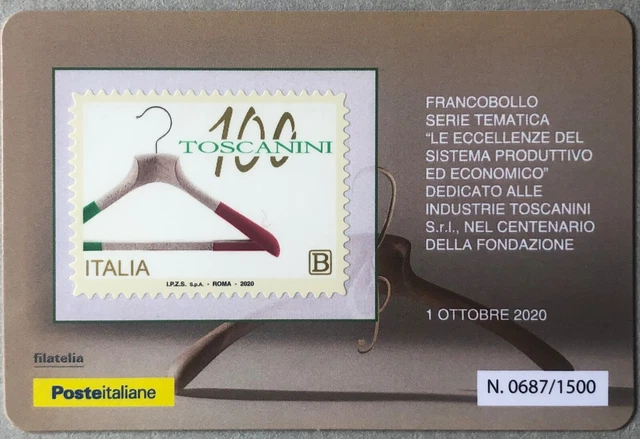 100
TOSCANINI
ITALIA
B
I.P.Z.S. S.p.A. - ROMA - 2020
FRANCOBOLLO
SERIE TEMATICA
"LE ECCELLENZE DEL
SISTEMA PRODUTTIVO
ED ECONOMICO"
DEDICATO ALLE
INDUSTRIE TOSCANINI
S.r.l., NEL CENTENARIO
DELLA FONDAZIONE
1 OTTOBRE 2020
filatelia
Posteitaliane
N. 0687/1500